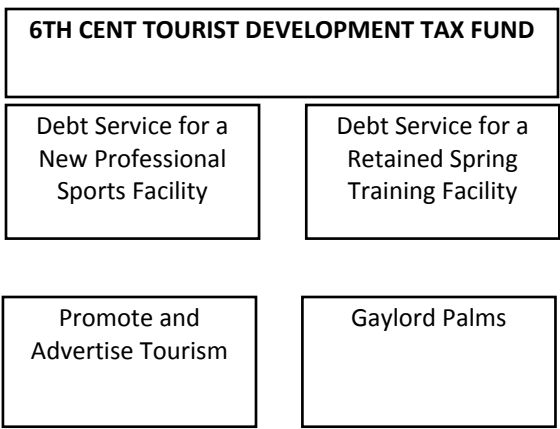 6TH CENT TOURIST DEVELOPMENT TAX FUND
Debt Service for a
New Professional
Sports Facility
Debt Service for a
Retained Spring
Training Facility
Promote and
Advertise Tourism
Gaylord Palms